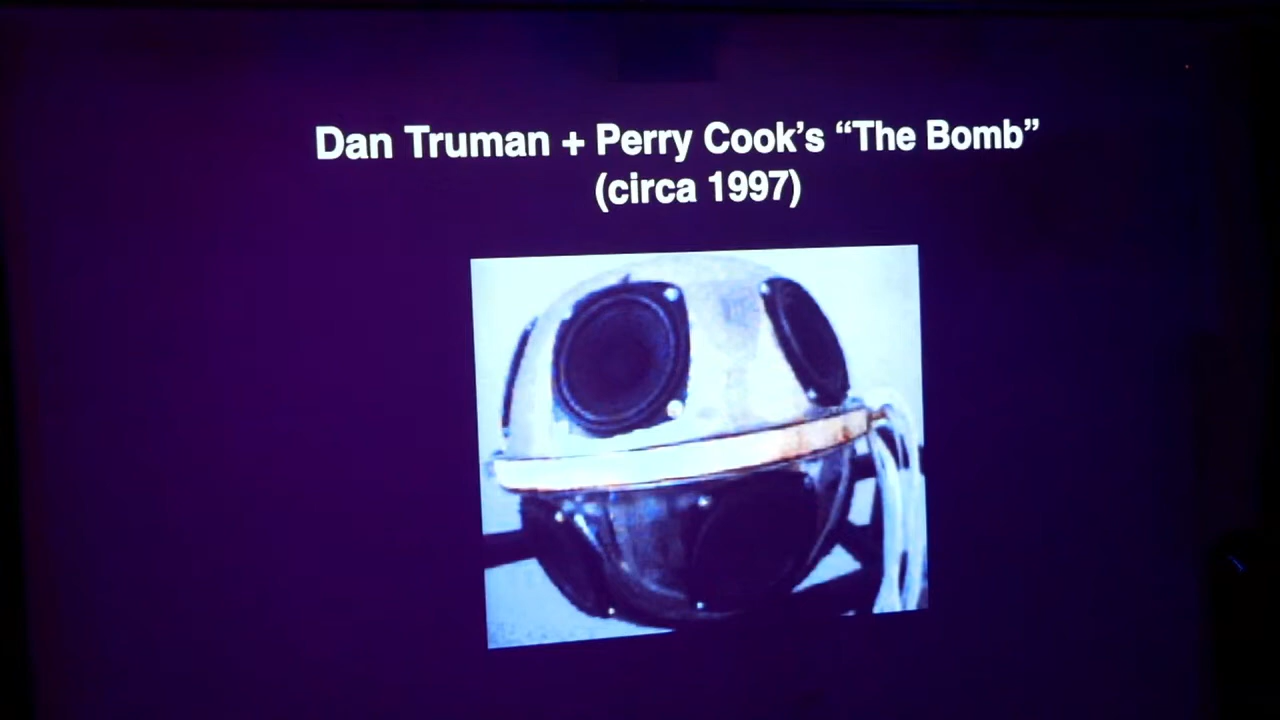 Dan Truman + Perry Cook’s “The Bomb”
(circa 1997)